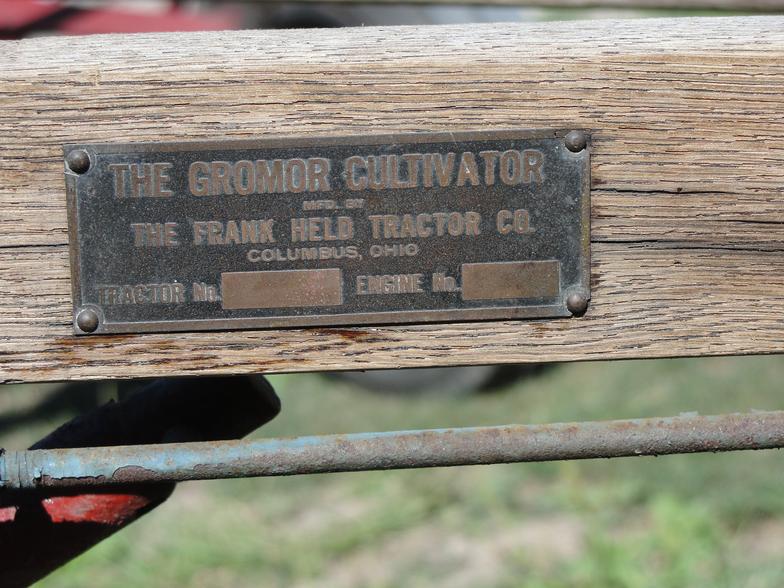 THE GROMOR CULTIVATOR
MFD. BY
THE FRANK HELD TRACTOR CO.
COLUMBUS, OHIO
TRACTOR No. ENGINE No.